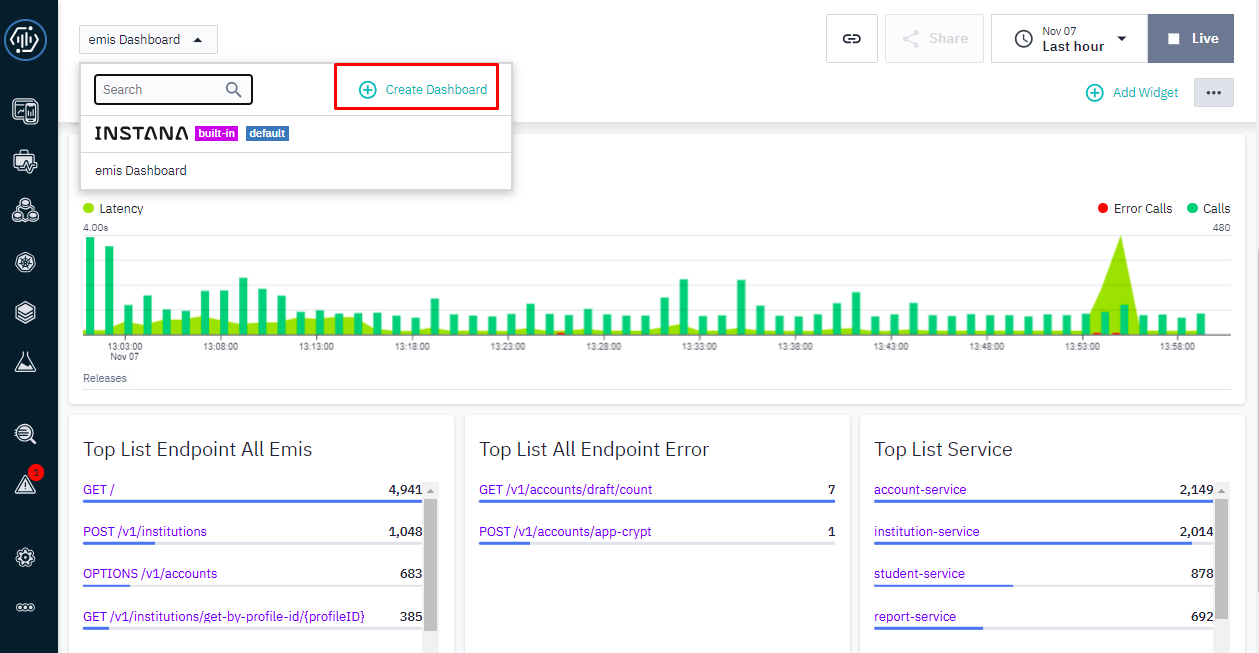 emis Dashboard
Share
Nov 07
Last hour
Live
Search
Create Dashboard
Add Widget
INSTANA built-in default
emis Dashboard
Latency
Error Calls Calls
4.00s
480
13:03:00 13:08:00 13:13:00 13:18:00 13:23:00 13:28:00 13:33:00 13:38:00 13:43:00 13:48:00 13:53:00 13:58:00
Nov 07
Releases
Top List Endpoint All Emis
GET / 4,941
POST /v1/institutions 1,048
OPTIONS /v1/accounts 683
GET /v1/institutions/get-by-profile-id/{profileID} 385
Top List All Endpoint Error
GET /v1/accounts/draft/count 7
POST /v1/accounts/app-crypt 1
Top List Service
account-service 2,149
institution-service 2,014
student-service 878
report-service 692
1